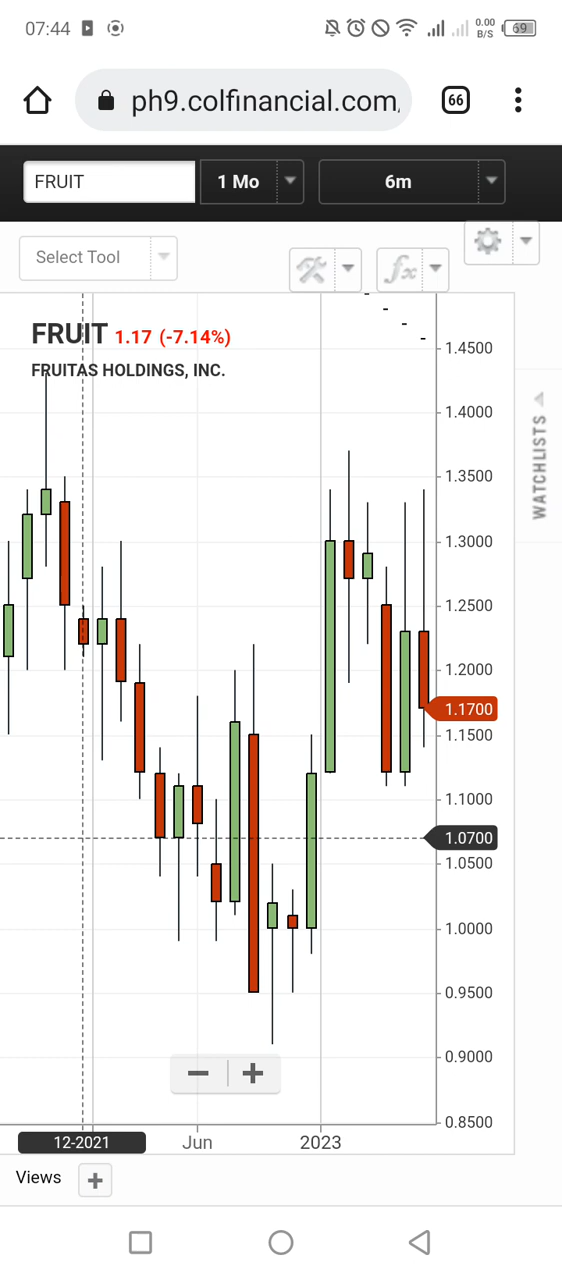 07:44
0.00
B/S
69
ph9.colfinancial.com
66
FRUIT
1 Mo
6m
Select Tool
fx
FRUIT 1.17 (-7.14%)
FRUITAS HOLDINGS, INC.
1.4500
1.4000
1.3500
1.3000
1.2500
1.2000
1.1700
1.1500
1.1000
1.0700
1.0500
1.0000
0.9500
0.9000
0.8500
WATCHLISTS
12-2021
Jun
2023
Views